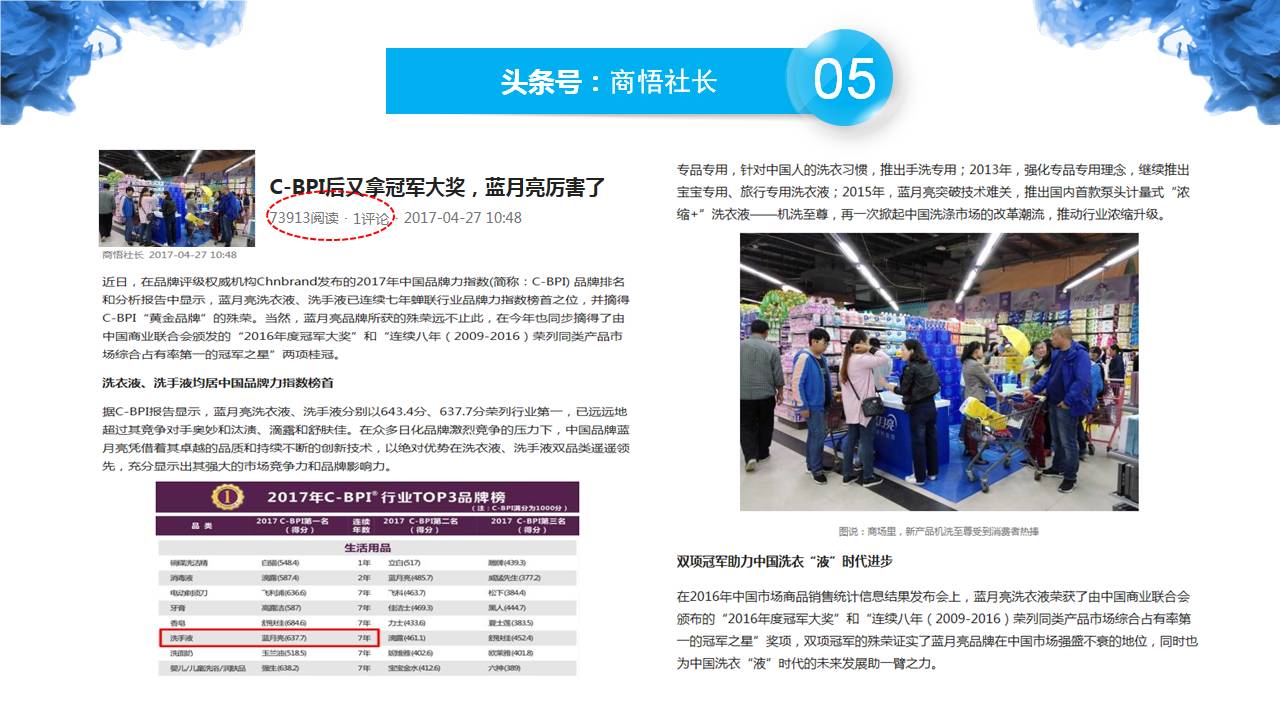 头条号：商悟社长
05
C-BPI后又拿冠军大奖，蓝月亮厉害了
73913阅读 · 1评论 · 2017-04-27 10:48
商悟社长 2017-04-27 10:48
近日，在品牌评级权威机构Chnbrand发布的2017年中国品牌力指数(简称：C-BPI) 品牌排名
和分析报告中显示，蓝月亮洗衣液、洗手液已连续七年蝉联行业品牌力指数榜首之位，并摘得
C-BPI“黄金品牌”的殊荣。当然，蓝月亮品牌所获的殊荣远不止此，在今年也同步摘得了由
中国商业联合会颁发的“2016年度冠军大奖”和“连续八年（2009-2016）荣列同类产品市
场综合占有率第一的冠军之星”两项桂冠。
洗衣液、洗手液均居中国品牌力指数榜首
据C-BPI报告显示，蓝月亮洗衣液、洗手液分别以643.4分、637.7分荣列行业第一，已远远地
超过其竞争对手奥妙和汰渍、滴露和舒肤佳。在众多日化品牌激烈竞争的压力下，中国品牌蓝
月亮凭借着其卓越的品质和持续不断的创新技术，以绝对优势在洗衣液、洗手液双品类遥遥领
先，充分显示出其强大的市场竞争力和品牌影响力。
1 2017年C-BPI®行业TOP3品牌榜
（注：C-BPI满分为1000分）
品 类 2017 C-BPI第一名（得分） 连续年数 2017 C-BPI第二名（得分） 2017 C-BPI第三名（得分）
生活用品
白猫(548.4) 1年 立白(517) 雕牌(439.3)
消毒液 滴露(587.4) 2年 蓝月亮(485.7) 威猛先生(377.2)
电动剃须刀 飞利浦(636.6) 7年 飞科(463.7) 松下(384.4)
牙膏 高露洁(587) 7年 佳洁士(469.3) 黑人(444.7)
香皂 舒肤佳(684.6) 7年 力士(433.6) 夏士莲(383.5)
洗手液 蓝月亮(637.7) 7年 滴露(461.1) 舒肤佳(452.4)
洗面奶 玉兰油(518.5) 7年 妮维雅(402.6) 欧莱雅(401.8)
婴儿/儿童洗浴/润肤品 强生(638.2) 7年 宝宝金水(412.6) 六神(389)
专品专用，针对中国人的洗衣习惯，推出手洗专用；2013年，强化专品专用理念，继续推出
宝宝专用、旅行专用洗衣液；2015年，蓝月亮突破技术难关，推出国内首款泵头计量式“浓
缩+”洗衣液——机洗至尊，再一次掀起中国洗涤市场的改革潮流，推动行业浓缩升级。
月亮
图说：商场里，新产品机洗至尊受到消费者热捧
双项冠军助力中国洗衣“液”时代进步
在2016年中国市场商品销售统计信息结果发布会上，蓝月亮洗衣液荣获了由中国商业联合会
颁布的“2016年度冠军大奖”和“连续八年（2009-2016）荣列同类产品市场综合占有率第
一的冠军之星”奖项，双项冠军的殊荣证实了蓝月亮品牌在中国市场强盛不衰的地位，同时也
为中国洗衣“液”时代的未来发展助一臂之力。